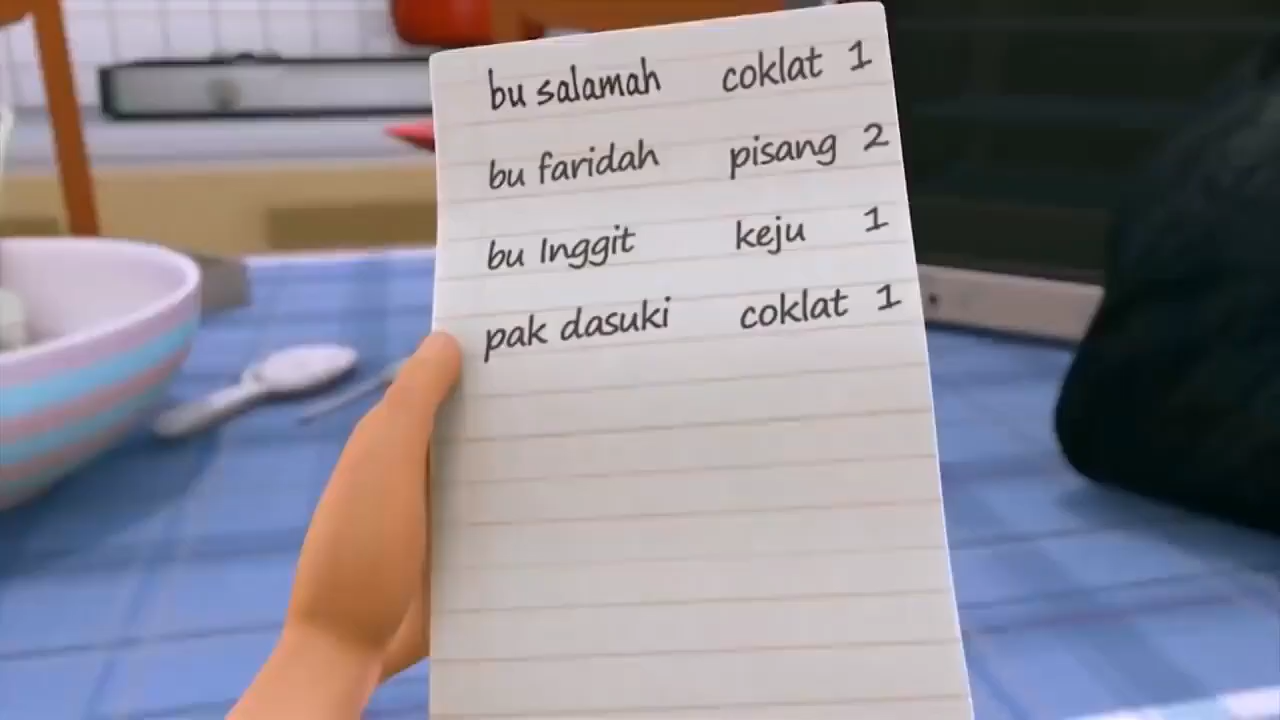 bu salamah coklat 1
bu faridah pisang 2
bu Inggit keju 1
pak dasuki coklat 1